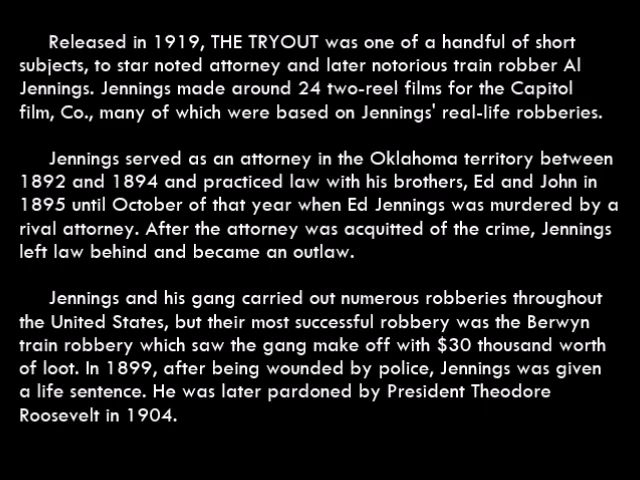 Released in 1919, THE TRYOUT was one of a handful of short
subjects, to star noted attorney and later notorious train robber Al
Jennings. Jennings made around 24 two-reel films for the Capitol
film, Co., many of which were based on Jennings' real-life robberies.
Jennings served as an attorney in the Oklahoma territory between
1892 and 1894 and practiced law with his brothers, Ed and John in
1895 until October of that year when Ed Jennings was murdered by a
rival attorney. After the attorney was acquitted of the crime, Jennings
left law behind and became an outlaw.
Jennings and his gang carried out numerous robberies throughout
the United States, but their most successful robbery was the Berwyn
train robbery which saw the gang make off with $30 thousand worth
of loot. In 1899, after being wounded by police, Jennings was given
a life sentence. He was later pardoned by President Theodore
Roosevelt in 1904.